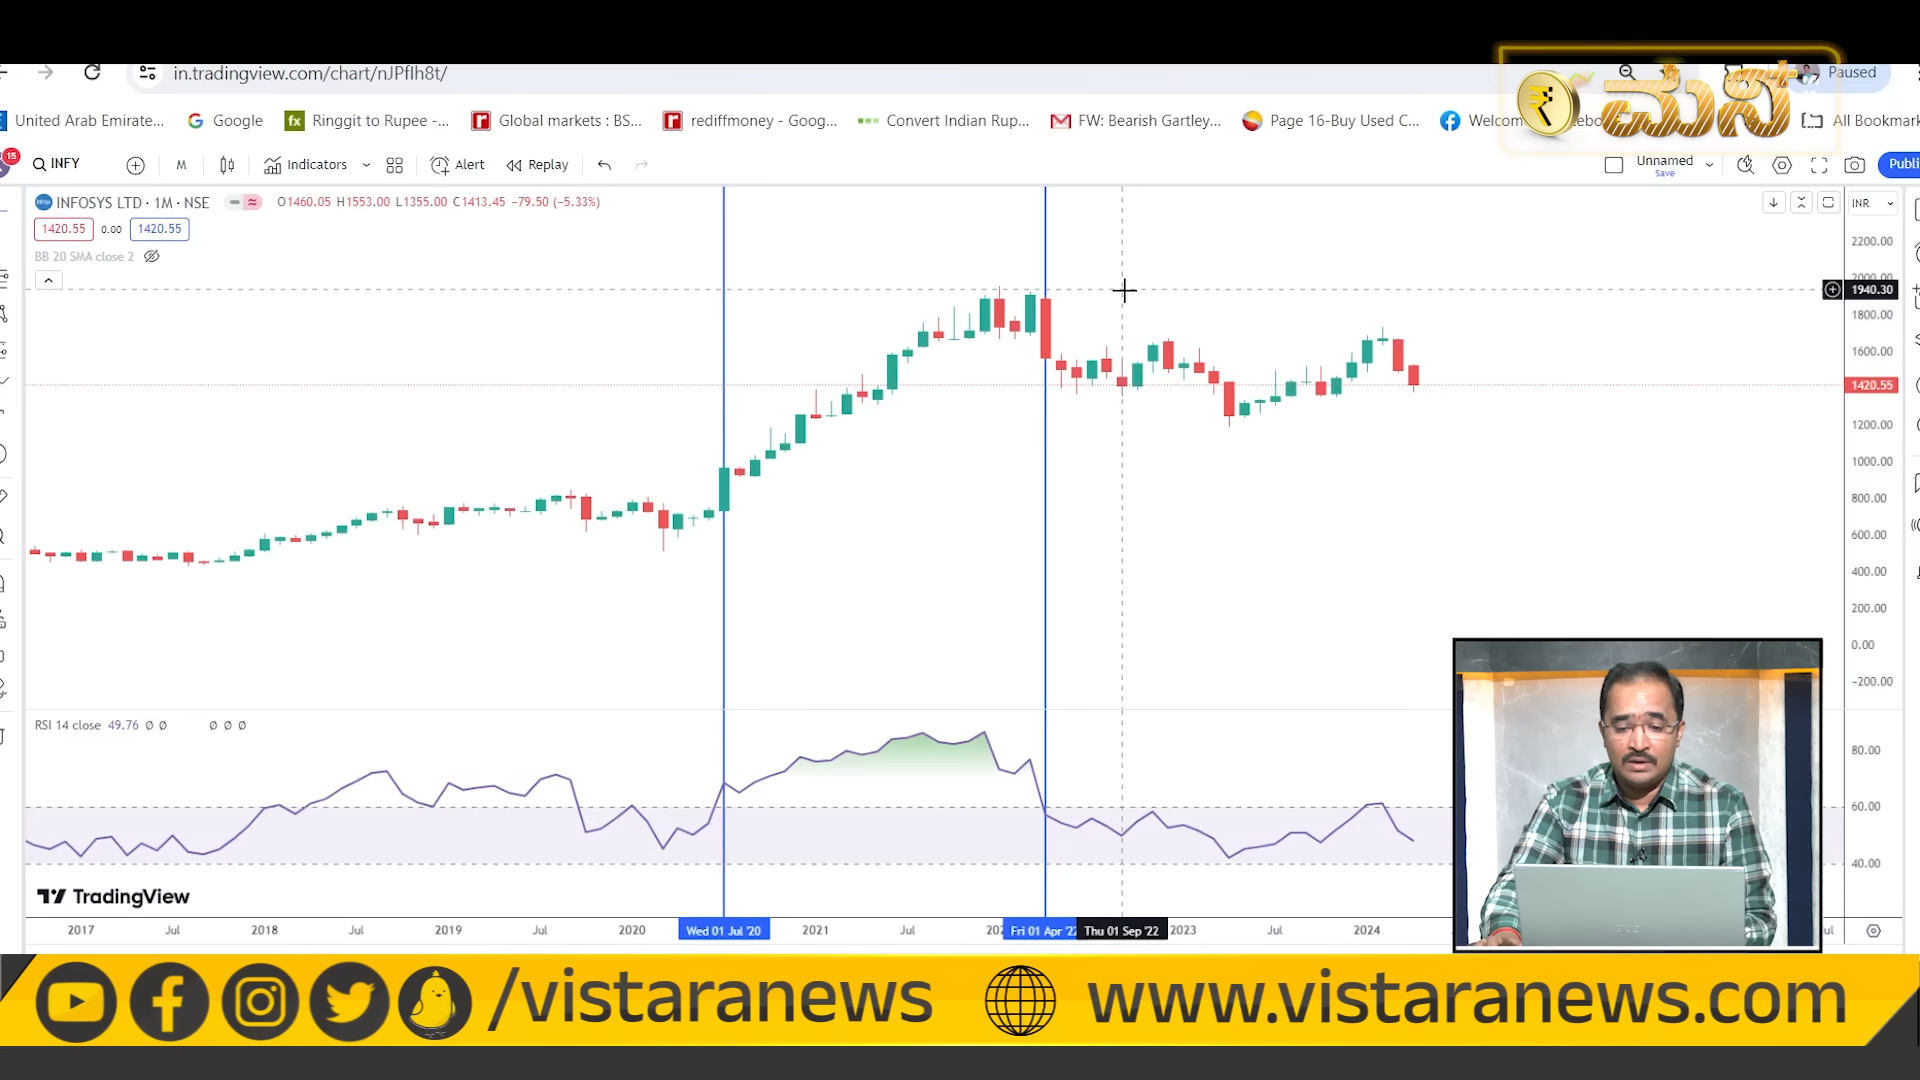 in.tradingview.com/chart/nJPflh8t/
Paused
ಮನಿ
United Arab Emirate...
Google
fx Ringgit to Rupee -...
Global markets : BS...
rediffmoney - Goog...
Convert Indian Rup...
FW: Bearish Gartley...
Page 16-Buy Used C...
All Bookmark
15
INFY
M
Indicators
Alert
Replay
Unnamed
Save
Publi
INFOSYS LTD · 1M · NSE
O1460.05 H1553.00 L1355.00 C1413.45 −79.50 (−5.33%)
INR
1420.55 0.00 1420.55
BB 20 SMA close 2
2200.00
2000.00
1940.30
1800.00
1600.00
1420.55
1200.00
1000.00
800.00
600.00
400.00
200.00
0.00
−200.00
RSI 14 close 49.76 Ø Ø Ø Ø Ø
80.00
60.00
40.00
TradingView
2017 Jul 2018 Jul 2019 Jul 2020 Wed 01 Jul '20 2021 Jul Fri 01 Apr '22 Thu 01 Sep '22 2023 Jul 2024
/vistaranews
www.vistaranews.com